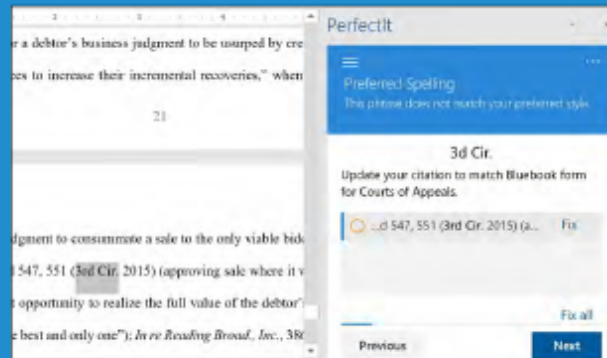 r a debtor's business judgment to be usurped by cre
es to increase their incremental recoveries," when
21
dgment to consummate a sale to the only viable bid
547, 551 (3rd Cir. 2015) (approving sale where it v
t opportunity to realize the full value of the debtor'
e best and only one"); In re Reading Broad., Inc., 386
PerfectIt
Preferred Spelling
This phrase does not match your preferred style.
3d Cir.
Update your citation to match Bluebook form
for Courts of Appeals.
...d 547, 551 (3rd Cir. 2015) (a... Fix
Fix all
Previous Next